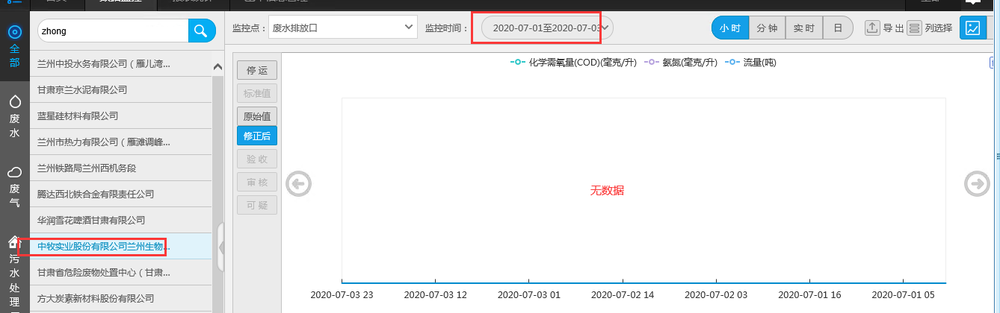 zhong
监控点：
废水排放口
监控时间：
2020-07-01至2020-07-03
小时
分钟
实时
日
导出
列选择
全部
废水
废气
污水处理
兰州中投水务有限公司（雁儿湾...
甘肃京兰水泥有限公司
蓝星硅材料有限公司
兰州市热力有限公司（雁滩调峰...
兰州铁路局兰州西机务段
腾达西北铁合金有限责任公司
华润雪花啤酒甘肃有限公司
中牧实业股份有限公司兰州生物...
甘肃省危险废物处置中心（甘肃...
方大炭素新材料股份有限公司
停运
标准值
原始值
修正后
验收
审核
可疑
化学需氧量(COD)(毫克/升)
氨氮(毫克/升)
流量(吨)
无数据
2020-07-03 23
2020-07-03 12
2020-07-03 01
2020-07-02 14
2020-07-02 03
2020-07-01 16
2020-07-01 05